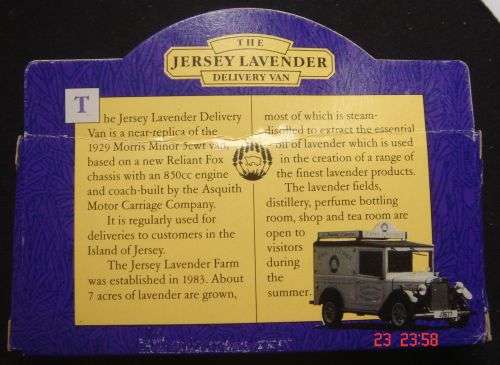 THE
JERSEY LAVENDER
DELIVERY VAN
The Jersey Lavender Delivery
Van is a near-replica of the
1929 Morris Minor 5cwt van,
based on a new Reliant Fox
chassis with an 850cc engine
and coach-built by the Asquith
Motor Carriage Company.
It is regularly used for
deliveries to customers in the
Island of Jersey.
The Jersey Lavender Farm
was established in 1983. About
7 acres of lavender are grown,
most of which is steam-
distilled to extract the essential
oil of lavender which is used
in the creation of a range of
the finest lavender products.
The lavender fields,
distillery, perfume bottling
room, shop and tea room are
open to
visitors
during
the
summer.
23 23:58